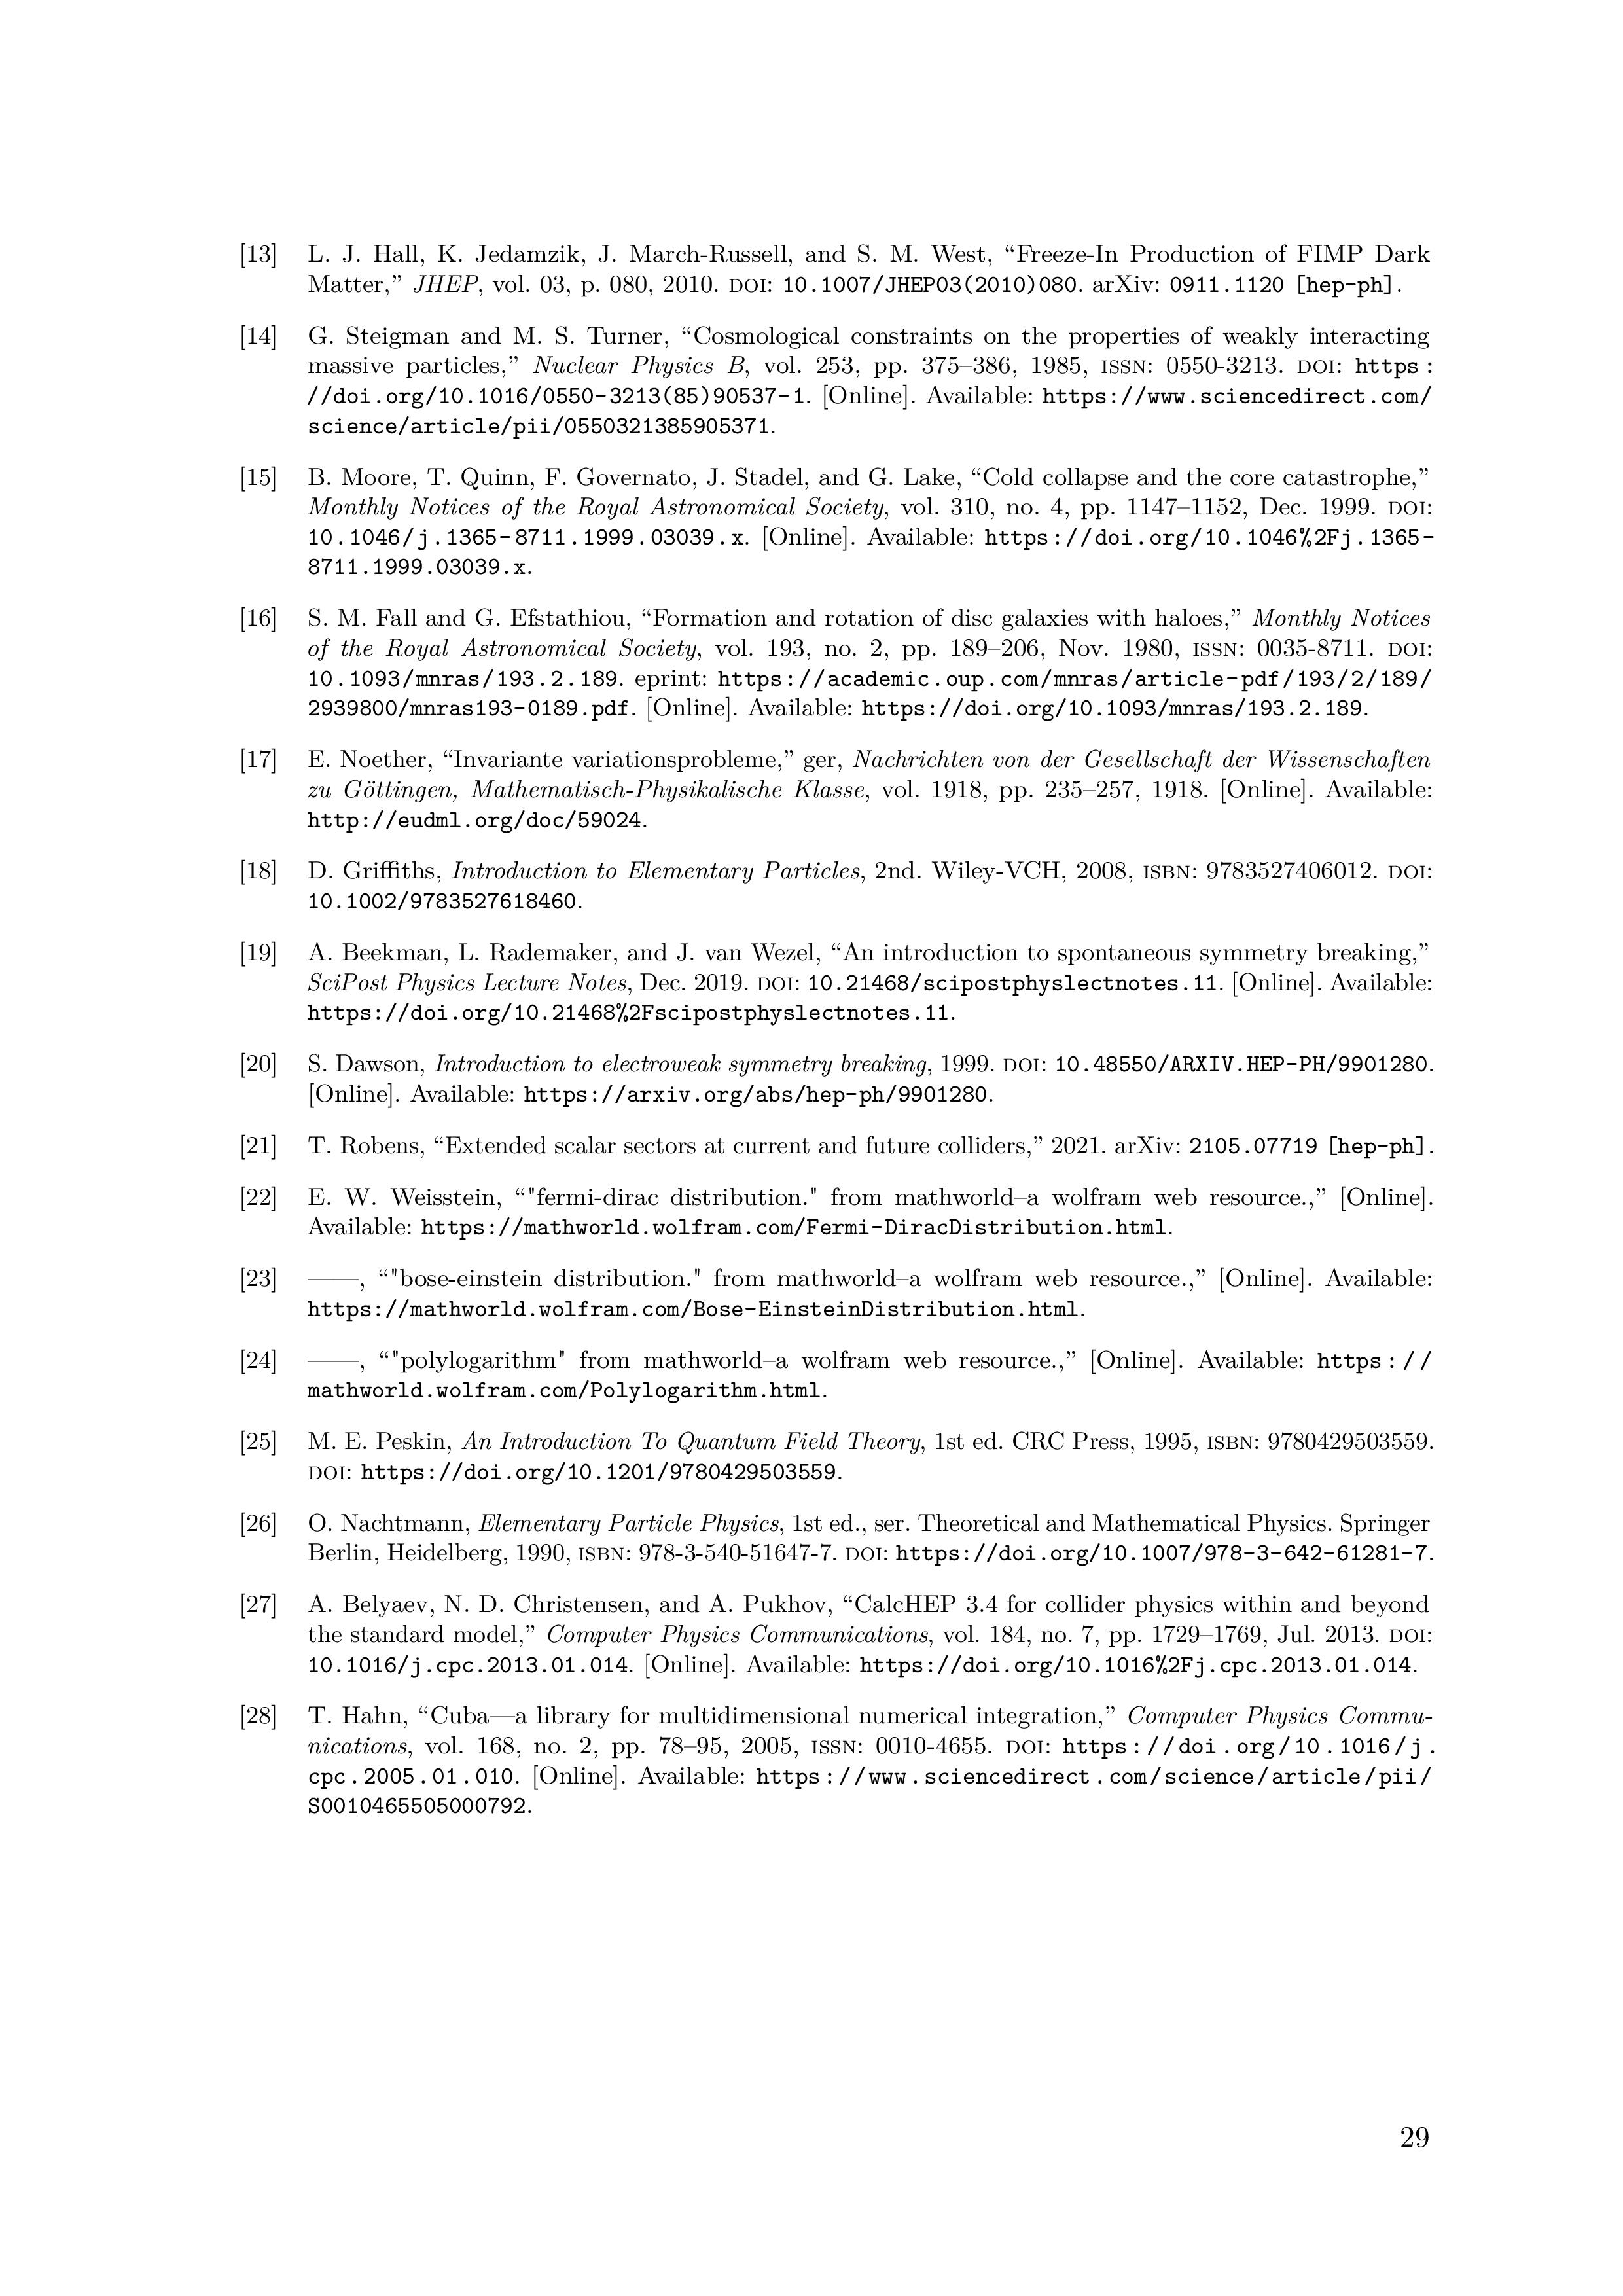 [13] L. J. Hall, K. Jedamzik, J. March-Russell, and S. M. West, “Freeze-In Production of FIMP Dark
Matter,” JHEP, vol. 03, p. 080, 2010. DOI: 10.1007/JHEP03(2010)080. arXiv: 0911.1120 [hep-ph].
[14] G. Steigman and M. S. Turner, “Cosmological constraints on the properties of weakly interacting
massive particles,” Nuclear Physics B, vol. 253, pp. 375–386, 1985, ISSN: 0550-3213. DOI: https:
//doi.org/10.1016/0550-3213(85)90537-1. [Online]. Available: https://www.sciencedirect.com/
science/article/pii/0550321385905371.
[15] B. Moore, T. Quinn, F. Governato, J. Stadel, and G. Lake, “Cold collapse and the core catastrophe,”
Monthly Notices of the Royal Astronomical Society, vol. 310, no. 4, pp. 1147–1152, Dec. 1999. DOI:
10.1046/j.1365-8711.1999.03039.x. [Online]. Available: https://doi.org/10.1046%2Fj.1365-
8711.1999.03039.x.
[16] S. M. Fall and G. Efstathiou, “Formation and rotation of disc galaxies with haloes,” Monthly Notices
of the Royal Astronomical Society, vol. 193, no. 2, pp. 189–206, Nov. 1980, ISSN: 0035-8711. DOI:
10.1093/mnras/193.2.189. eprint: https://academic.oup.com/mnras/article-pdf/193/2/189/
2939800/mnras193-0189.pdf. [Online]. Available: https://doi.org/10.1093/mnras/193.2.189.
[17] E. Noether, “Invariante variationsprobleme,” ger, Nachrichten von der Gesellschaft der Wissenschaften
zu Göttingen, Mathematisch-Physikalische Klasse, vol. 1918, pp. 235–257, 1918. [Online]. Available:
http://eudml.org/doc/59024.
[18] D. Griffiths, Introduction to Elementary Particles, 2nd. Wiley-VCH, 2008, ISBN: 9783527406012. DOI:
10.1002/9783527618460.
[19] A. Beekman, L. Rademaker, and J. van Wezel, “An introduction to spontaneous symmetry breaking,”
SciPost Physics Lecture Notes, Dec. 2019. DOI: 10.21468/scipostphyslectnotes.11. [Online]. Available:
https://doi.org/10.21468%2Fscipostphyslectnotes.11.
[20] S. Dawson, Introduction to electroweak symmetry breaking, 1999. DOI: 10.48550/ARXIV.HEP-PH/9901280.
[Online]. Available: https://arxiv.org/abs/hep-ph/9901280.
[21] T. Robens, “Extended scalar sectors at current and future colliders,” 2021. arXiv: 2105.07719 [hep-ph].
[22] E. W. Weisstein, “"fermi-dirac distribution." from mathworld–a wolfram web resource.,” [Online].
Available: https://mathworld.wolfram.com/Fermi-DiracDistribution.html.
[23] ——, “"bose-einstein distribution." from mathworld–a wolfram web resource.,” [Online]. Available:
https://mathworld.wolfram.com/Bose-EinsteinDistribution.html.
[24] ——, “"polylogarithm" from mathworld–a wolfram web resource.,” [Online]. Available: https://
mathworld.wolfram.com/Polylogarithm.html.
[25] M. E. Peskin, An Introduction To Quantum Field Theory, 1st ed. CRC Press, 1995, ISBN: 9780429503559.
DOI: https://doi.org/10.1201/9780429503559.
[26] O. Nachtmann, Elementary Particle Physics, 1st ed., ser. Theoretical and Mathematical Physics. Springer
Berlin, Heidelberg, 1990, ISBN: 978-3-540-51647-7. DOI: https://doi.org/10.1007/978-3-642-61281-7.
[27] A. Belyaev, N. D. Christensen, and A. Pukhov, “CalcHEP 3.4 for collider physics within and beyond
the standard model,” Computer Physics Communications, vol. 184, no. 7, pp. 1729–1769, Jul. 2013. DOI:
10.1016/j.cpc.2013.01.014. [Online]. Available: https://doi.org/10.1016%2Fj.cpc.2013.01.014.
[28] T. Hahn, “Cuba—a library for multidimensional numerical integration,” Computer Physics Commu-
nications, vol. 168, no. 2, pp. 78–95, 2005, ISSN: 0010-4655. DOI: https://doi.org/10.1016/j.
cpc.2005.01.010. [Online]. Available: https://www.sciencedirect.com/science/article/pii/
S0010465505000792.
29